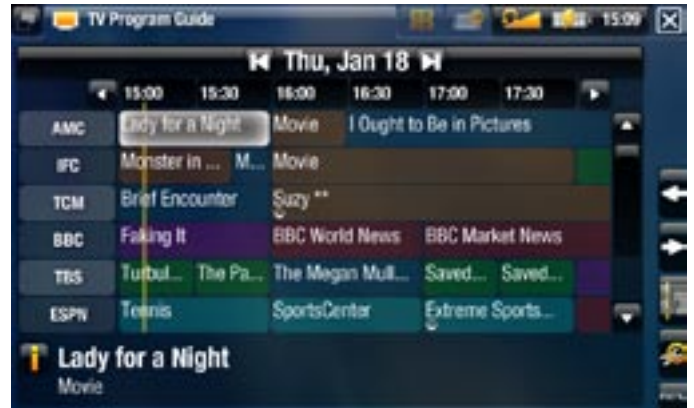 TV Program Guide 15:09
Thu, Jan 18
15:00 15:30 16:00 16:30 17:00 17:30
AMC Lady for a Night Movie I Ought to Be in Pictures
IFC Monster in ... M... Movie
TCM Brief Encounter Suzy **
BBC Faking It BBC World News BBC Market News
TBS Turbul... The Pa... The Megan Mull... Saved... Saved...
ESPN Tennis SportsCenter Extreme Sports...
i Lady for a Night
Movie